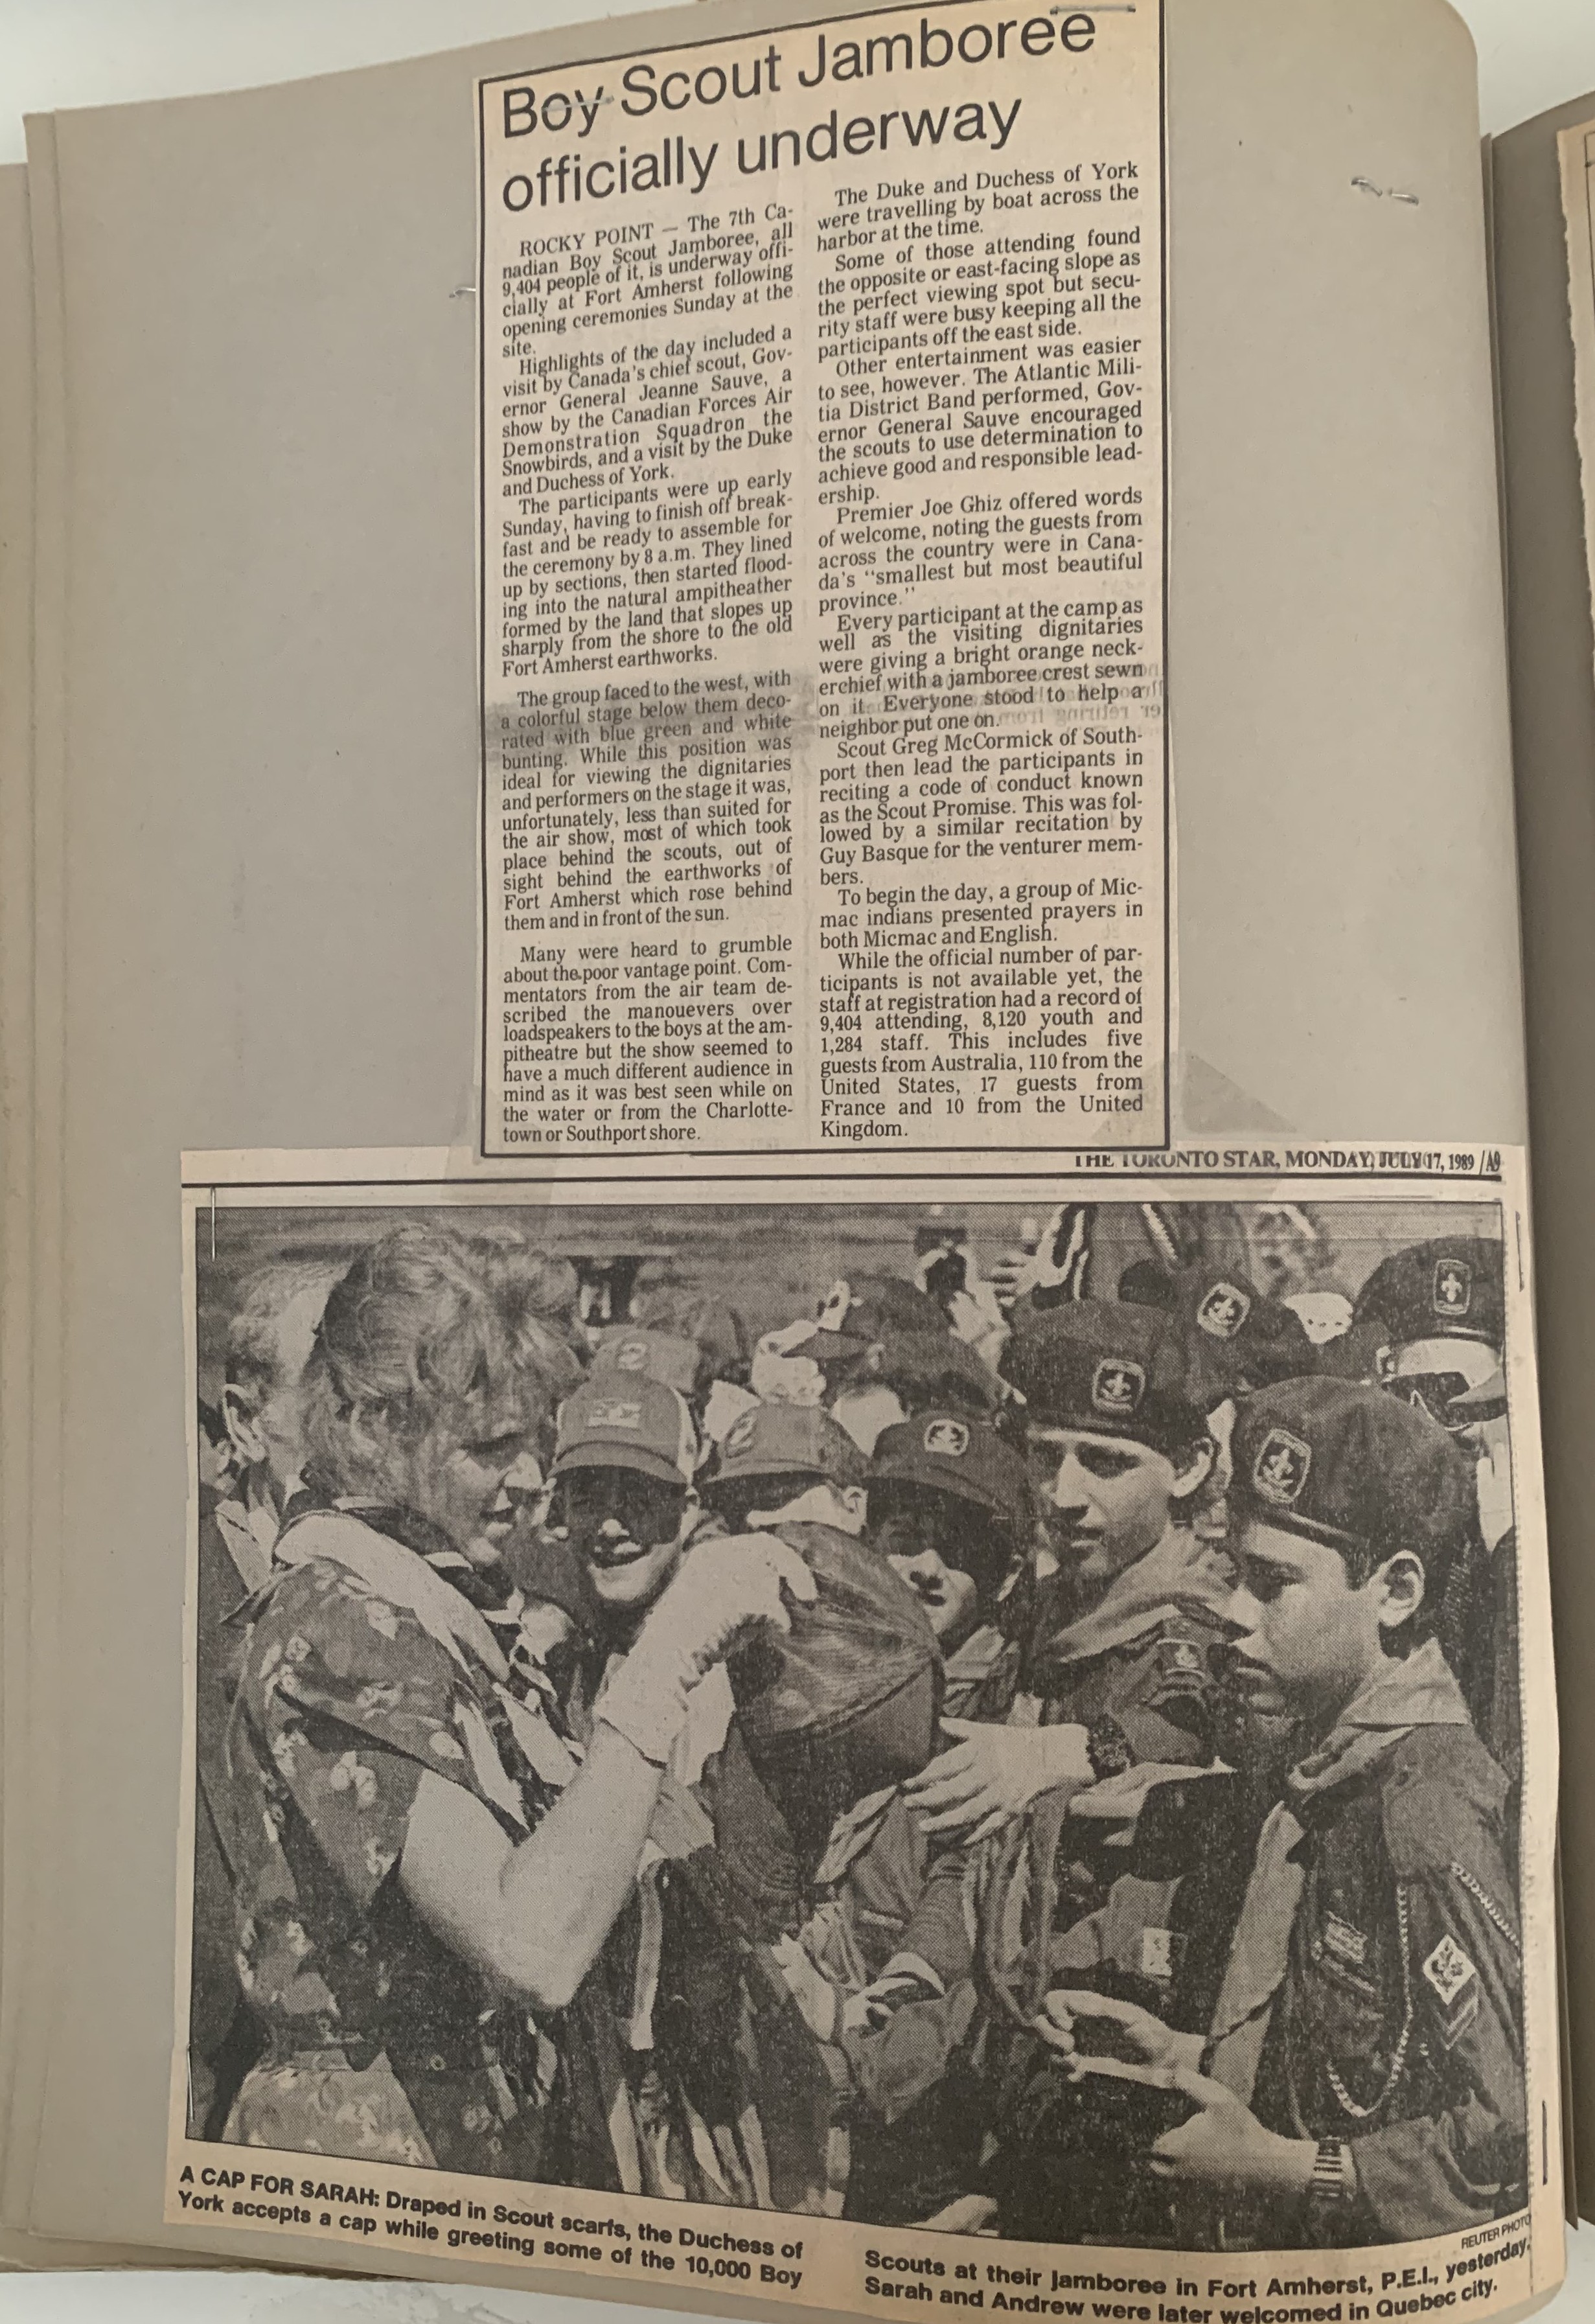 Boy Scout Jamboree
officially underway
ROCKY POINT — The 7th Ca-
nadian Boy Scout Jamboree, all
9,404 people of it, is underway offi-
cially at Fort Amherst following
opening ceremonies Sunday at the
site.
Highlights of the day included a
visit by Canada's chief scout, Gov-
ernor General Jeanne Sauve, a
show by the Canadian Forces Air
Demonstration Squadron the
Snowbirds, and a visit by the Duke
and Duchess of York.
The participants were up early
Sunday, having to finish off break-
fast and be ready to assemble for
the ceremony by 8 a.m. They lined
up by sections, then started flood-
ing into the natural ampitheather
formed by the land that slopes up
sharply from the shore to the old
Fort Amherst earthworks.
The group faced to the west, with
a colorful stage below them deco-
rated with blue green and white
bunting. While this position was
ideal for viewing the dignitaries
and performers on the stage it was,
unfortunately, less than suited for
the air show, most of which took
place behind the scouts, out of
sight behind the earthworks of
Fort Amherst which rose behind
them and in front of the sun.
Many were heard to grumble
about the poor vantage point. Com-
mentators from the air team de-
scribed the manouevers over
loadspeakers to the boys at the am-
pitheatre but the show seemed to
have a much different audience in
mind as it was best seen while on
the water or from the Charlotte-
town or Southport shore.
The Duke and Duchess of York
were travelling by boat across the
harbor at the time.
Some of those attending found
the opposite or east-facing slope as
the perfect viewing spot but secu-
rity staff were busy keeping all the
participants off the east side.
Other entertainment was easier
to see, however. The Atlantic Mili-
tia District Band performed, Gov-
ernor General Sauve encouraged
the scouts to use determination to
achieve good and responsible lead-
ership.
Premier Joe Ghiz offered words
of welcome, noting the guests from
across the country were in Cana-
da's "smallest but most beautiful
province."
Every participant at the camp as
well as the visiting dignitaries
were giving a bright orange neck-
erchief with a jamboree crest sewn
on it. Everyone stood to help a
neighbor put one on.
Scout Greg McCormick of South-
port then lead the participants in
reciting a code of conduct known
as the Scout Promise. This was fol-
lowed by a similar recitation by
Guy Basque for the venturer mem-
bers.
To begin the day, a group of Mic-
mac indians presented prayers in
both Micmac and English.
While the official number of par-
ticipants is not available yet, the
staff at registration had a record of
9,404 attending, 8,120 youth and
1,284 staff. This includes five
guests from Australia, 110 from the
United States, 17 guests from
France and 10 from the United
Kingdom.
THE TORONTO STAR, MONDAY, JULY 17, 1989 /A9
REUTER PHOTO
A CAP FOR SARAH: Draped in Scout scarfs, the Duchess of
York accepts a cap while greeting some of the 10,000 Boy
Scouts at their jamboree in Fort Amherst, P.E.I., yesterday.
Sarah and Andrew were later welcomed in Quebec city.